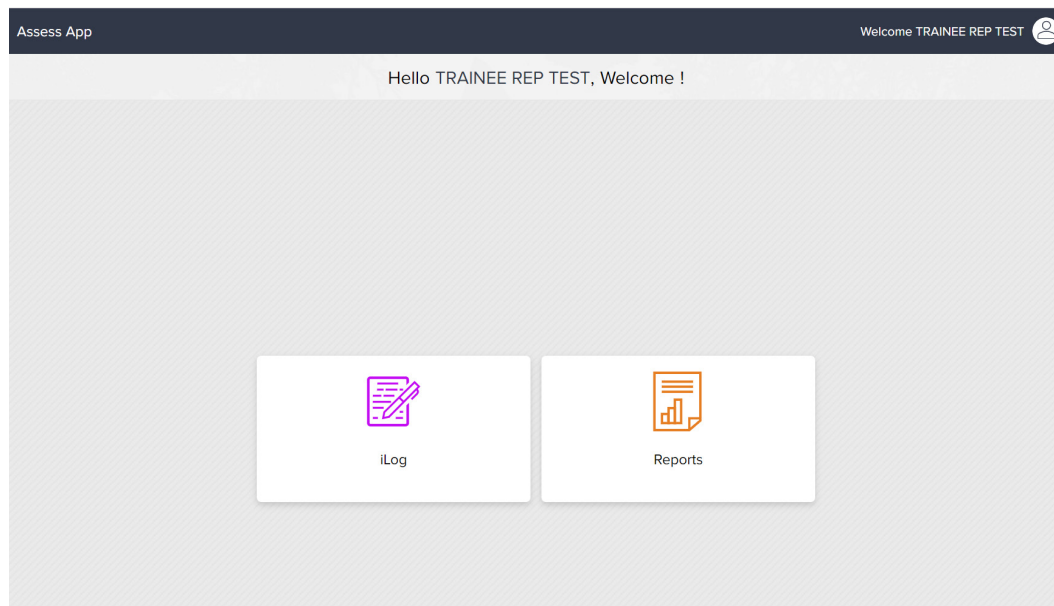 Assess App
Welcome TRAINEE REP TEST
Hello TRAINEE REP TEST, Welcome !
iLog
Reports